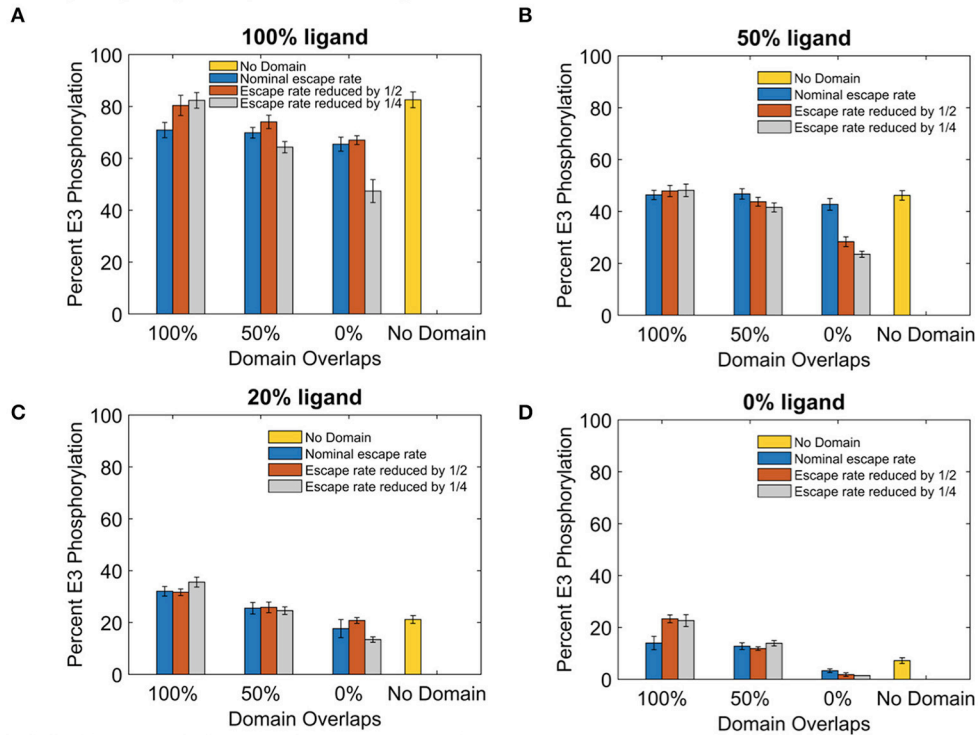 A
100% ligand
Percent E3 Phosphorylation
100
80
60
40
20
0
No Domain
Nominal escape rate
Escape rate reduced by 1/2
Escape rate reduced by 1/4
100% 50% 0% No Domain
Domain Overlaps
B
50% ligand
Percent E3 Phosphorylation
100
80
60
40
20
0
No Domain
Nominal escape rate
Escape rate reduced by 1/2
Escape rate reduced by 1/4
100% 50% 0% No Domain
Domain Overlaps
C
20% ligand
Percent E3 Phosphorylation
100
80
60
40
20
0
No Domain
Nominal escape rate
Escape rate reduced by 1/2
Escape rate reduced by 1/4
100% 50% 0% No Domain
Domain Overlaps
D
0% ligand
Percent E3 Phosphorylation
100
80
60
40
20
0
No Domain
Nominal escape rate
Escape rate reduced by 1/2
Escape rate reduced by 1/4
100% 50% 0% No Domain
Domain Overlaps